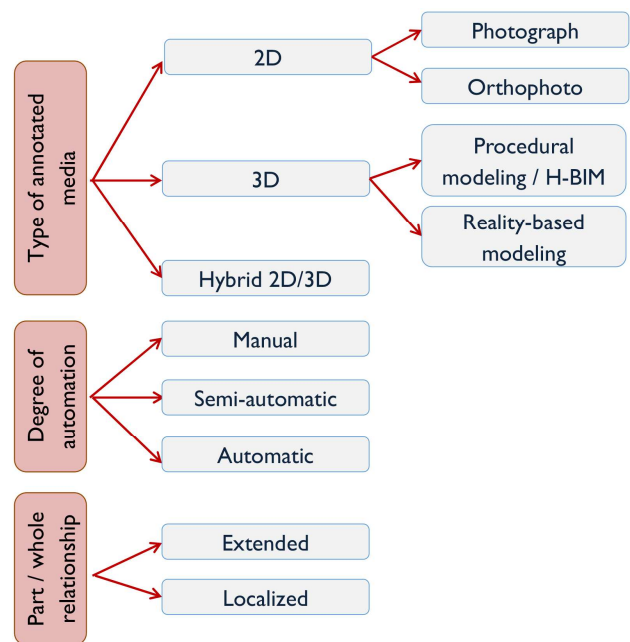 Type of annotated
media
2D
Photograph
Orthophoto
3D
Procedural
modeling / H-BIM
Reality-based
modeling
Hybrid 2D/3D
Degree of
automation
Manual
Semi-automatic
Automatic
Part / whole
relationship
Extended
Localized